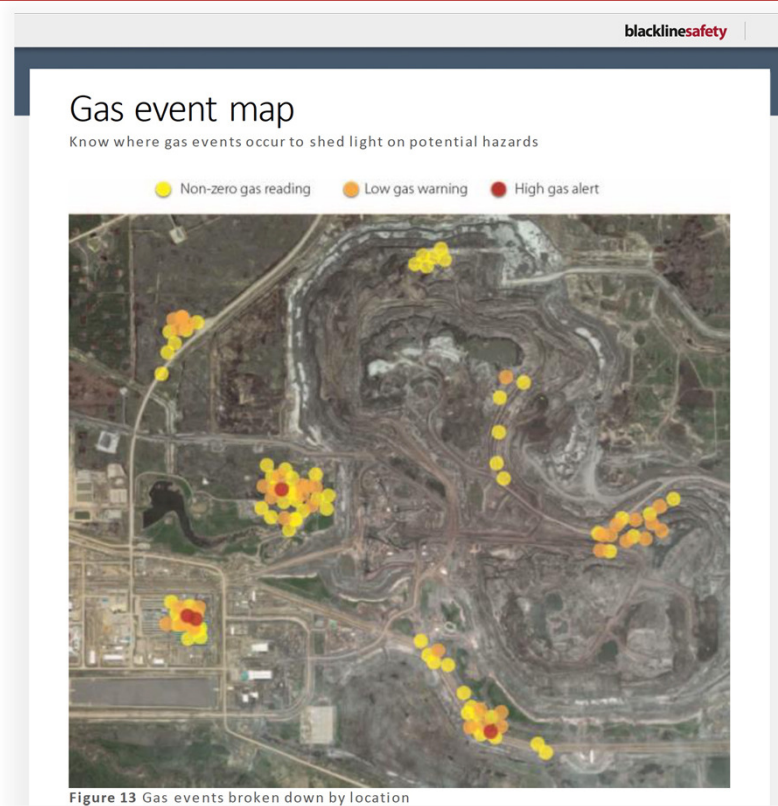 blacklinesafety
Gas event map
Know where gas events occur to shed light on potential hazards
Non-zero gas reading Low gas warning High gas alert
Figure 13 Gas events broken down by location